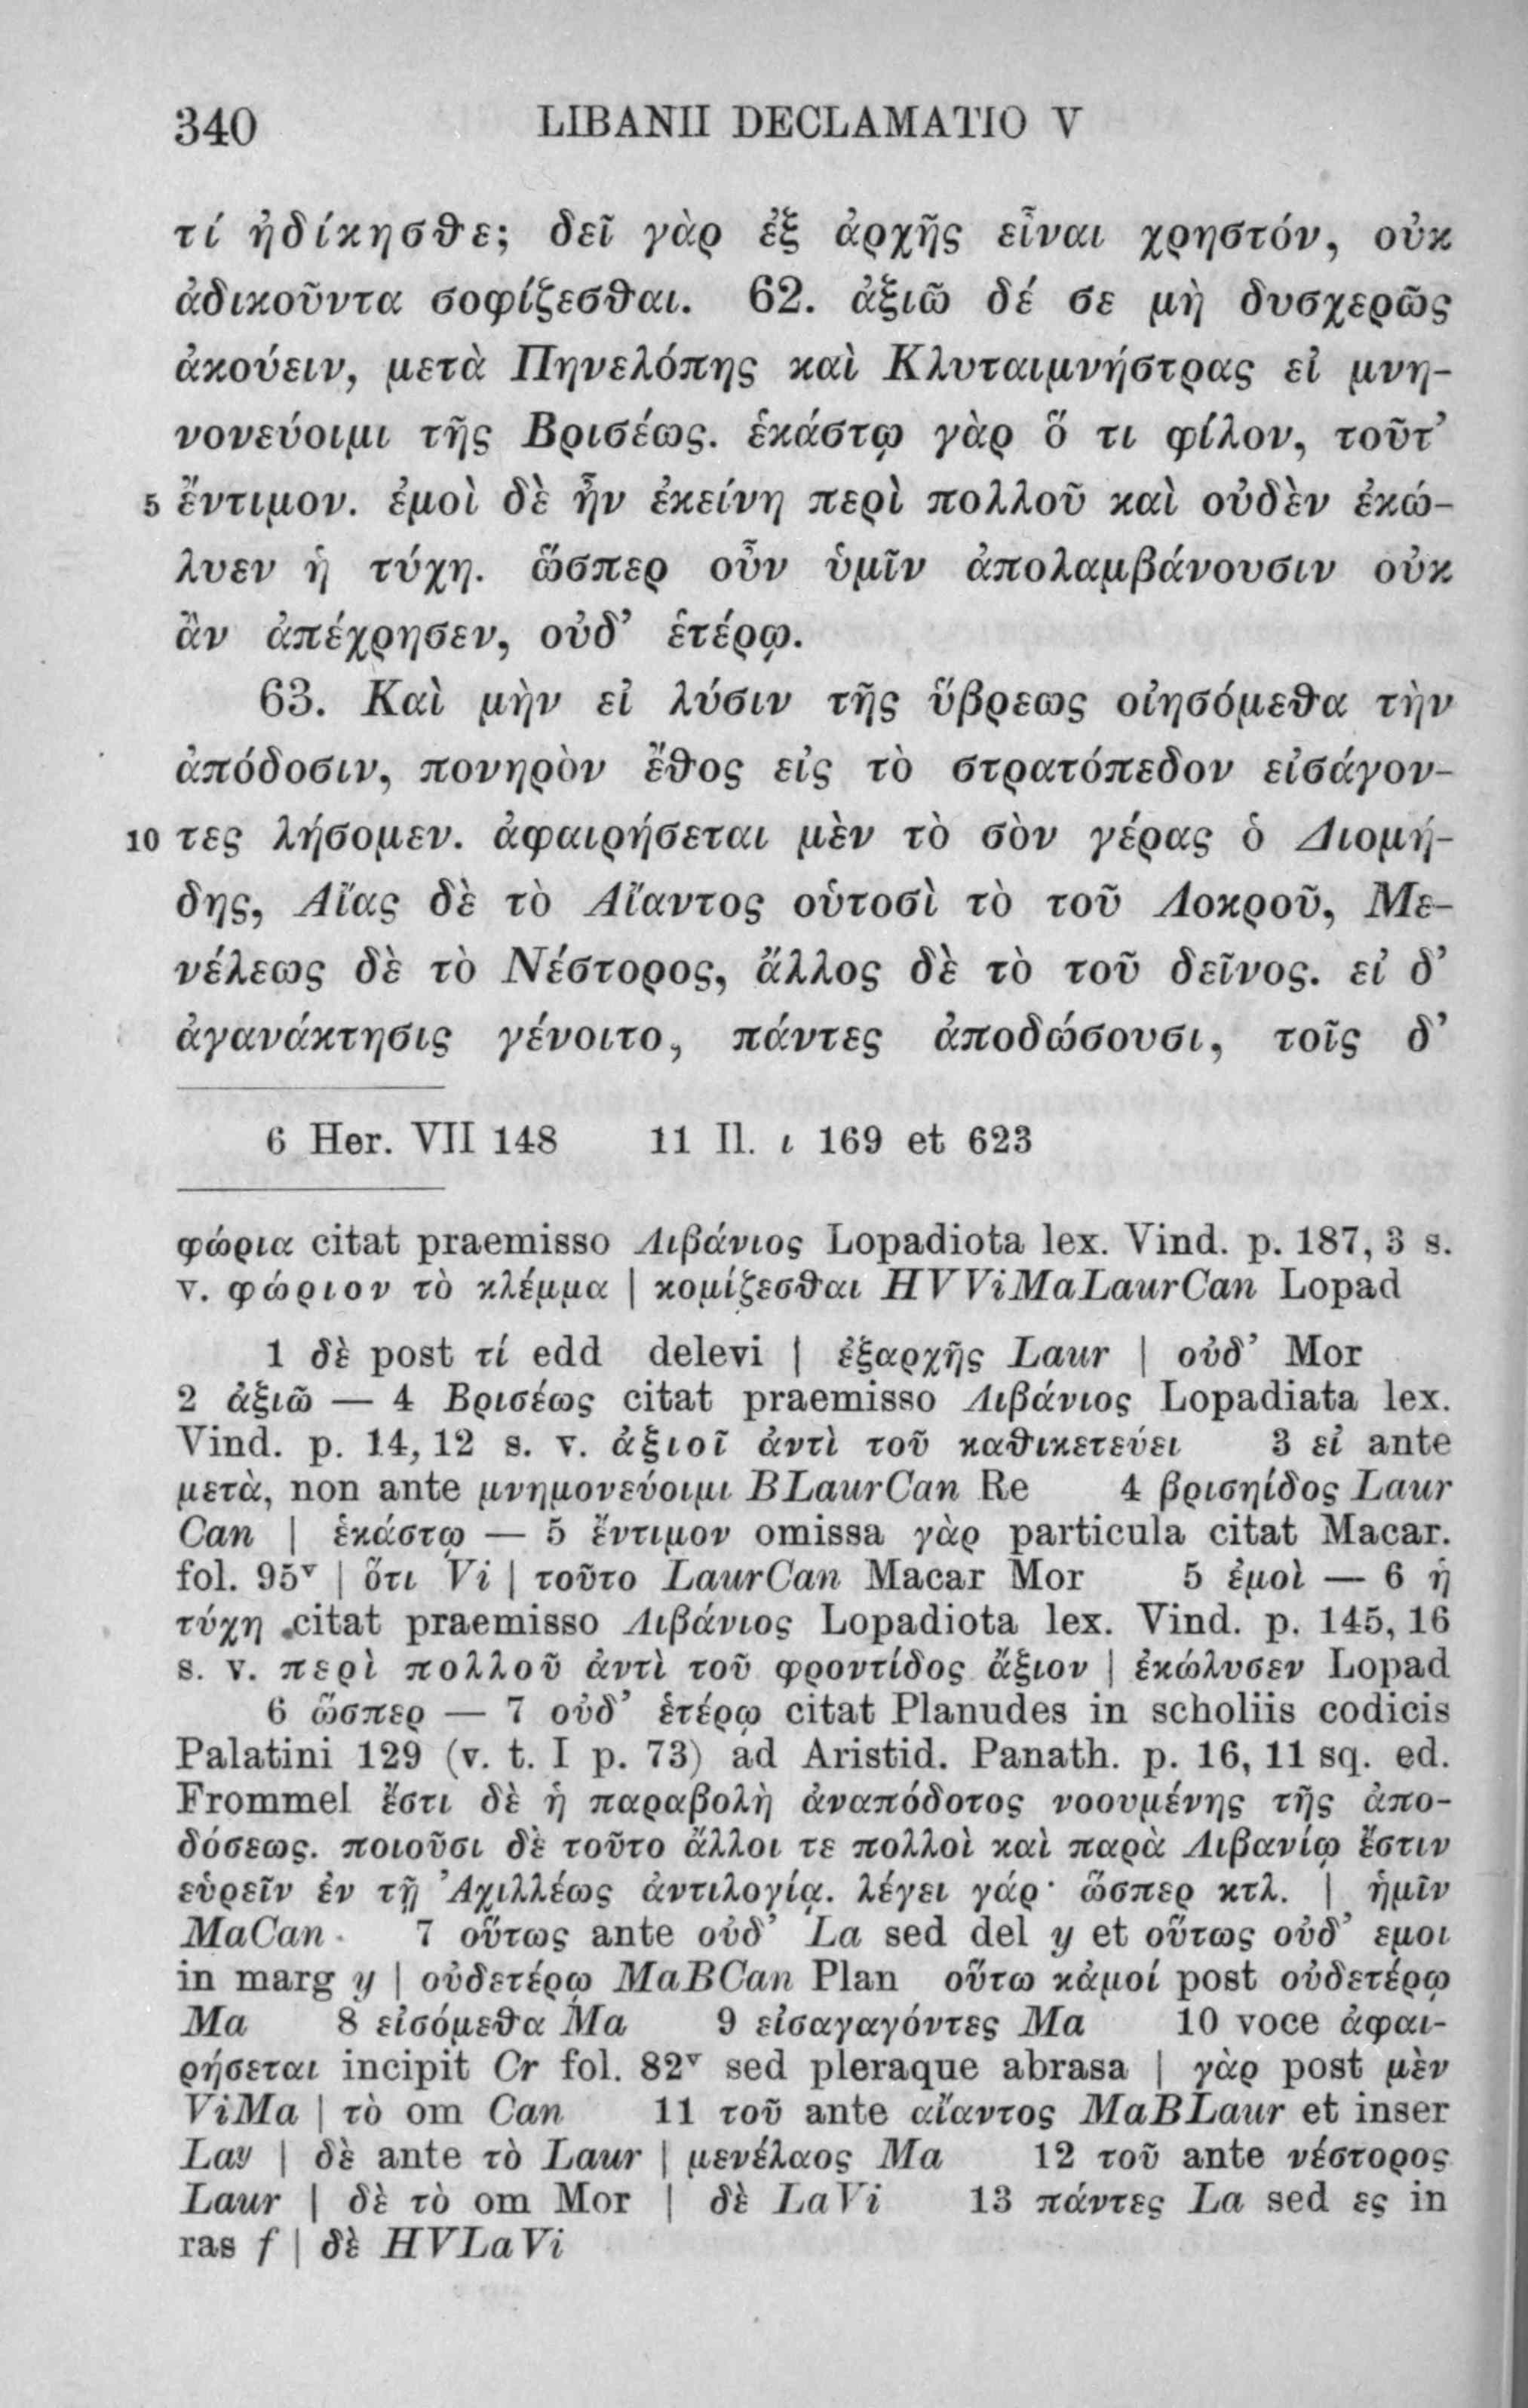 340 LIBANII DECLAMATIO V
τί ἠδίκησθε; δεῖ γὰρ ἐξ ἀρχῆς εἶναι χρηστόν, οὐκ
ἀδικοῦντα σοφίζεσθαι. 62. ἀξιῶ δέ σε μὴ δυσχερῶς
ἀκούειν, μετὰ Πηνελόπης καὶ Κλυταιμνήστρας εἰ μνη-
νονεύοιμι τῆς Βρισέως. ἑκάστῳ γὰρ ὅ τι φίλον, τοῦτ’
5 ἔντιμον. ἐμοὶ δὲ ἦν ἐκείνη περὶ πολλοῦ καὶ οὐδὲν ἐκώ-
λυεν ἡ τύχη. ὥσπερ οὖν ὑμῖν ἀπολαμβάνουσιν οὐκ
ἂν ἀπέχρησεν, οὐδ’ ἑτέρῳ.
63. Καὶ μὴν εἰ λύσιν τῆς ὕβρεως οἰησόμεθα τὴν
ἀπόδοσιν, πονηρὸν ἔθος εἰς τὸ στρατόπεδον εἰσάγον-
10 τες λήσομεν. ἀφαιρήσεται μὲν τὸ σὸν γέρας ὁ Διομή-
δης, Αἴας δὲ τὸ Αἴαντος οὑτοσὶ τὸ τοῦ Λοκροῦ, Με-
νέλεως δὲ τὸ Νέστορος, ἄλλος δὲ τὸ τοῦ δεῖνος. εἰ δ’
ἀγανάκτησις γένοιτο, πάντες ἀποδώσουσι, τοῖς δ’
6 Her. VII 148 11 Il. ι 169 et 623
φώρια citat praemisso Λιβάνιος Lopadiota lex. Vind. p. 187, 3 s.
v. φώριον τὸ κλέμμα | κομίζεσθαι HVViMaLaurCan Lopad
1 δὲ post τί edd delevi | ἐξαρχῆς Laur | οὐδ’ Mor
2 ἀξιῶ — 4 Βρισέως citat praemisso Λιβάνιος Lopadiata lex.
Vind. p. 14, 12 s. v. ἀξιοῖ ἀντὶ τοῦ καθικετεύει 3 εἰ ante
μετὰ, non ante μνημονεύοιμι BLaurCan Re 4 βρισηίδος Laur
Can | ἑκάστῳ — 5 ἔντιμον omissa γὰρ particula citat Macar.
fol. 95ᵛ | ὅτι Vi | τοῦτο LaurCan Macar Mor 5 ἐμοὶ — 6 ἡ
τύχη citat praemisso Λιβάνιος Lopadiota lex. Vind. p. 145, 16
s. v. περὶ πολλοῦ ἀντὶ τοῦ φροντίδος ἄξιον | ἐκώλυσεν Lopad
6 ὥσπερ — 7 οὐδ’ ἑτέρῳ citat Planudes in scholiis codicis
Palatini 129 (v. t. I p. 73) ad Aristid. Panath. p. 16, 11 sq. ed.
Frommel ἔστι δὲ ἡ παραβολὴ ἀναπόδοτος νοουμένης τῆς ἀπο-
δόσεως. ποιοῦσι δὲ τοῦτο ἄλλοι τε πολλοὶ καὶ παρὰ Λιβανίῳ ἔστιν
εὑρεῖν ἐν τῇ Ἀχιλλέως ἀντιλογίᾳ. λέγει γάρ· ὥσπερ κτλ. | ἡμῖν
MaCan 7 οὕτως ante οὐδ’ La sed del y et οὕτως οὐδ’ εμοι
in marg y | οὐδετέρῳ MaBCan Plan οὕτω κἀμοί post οὐδετέρῳ
Ma 8 εἰσόμεθα Ma 9 εἰσαγαγόντες Ma 10 voce ἀφαι-
ρήσεται incipit Cr fol. 82ᵛ sed pleraque abrasa | γὰρ post μὲν
ViMa | τὸ om Can 11 τοῦ ante αἴαντος MaBLaur et inser
Laʸ | δὲ ante τὸ Laur | μενέλαος Ma 12 τοῦ ante νέστορος
Laur | δὲ τὸ om Mor | δὲ LaVi 13 πάντες La sed ες in
ras f | δὲ HVLaVi